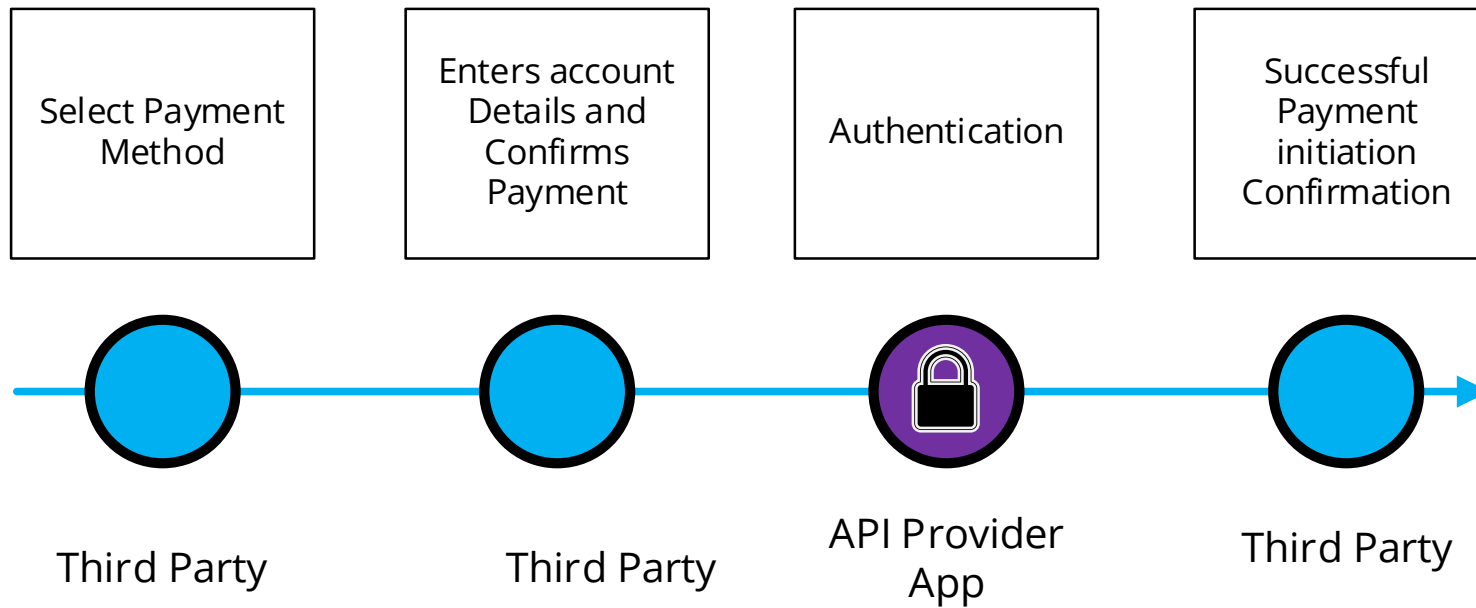 Select Payment
Method
Enters account
Details and
Confirms
Payment
Authentication
Successful
Payment
initiation
Confirmation
Third Party
Third Party
API Provider
App
Third Party